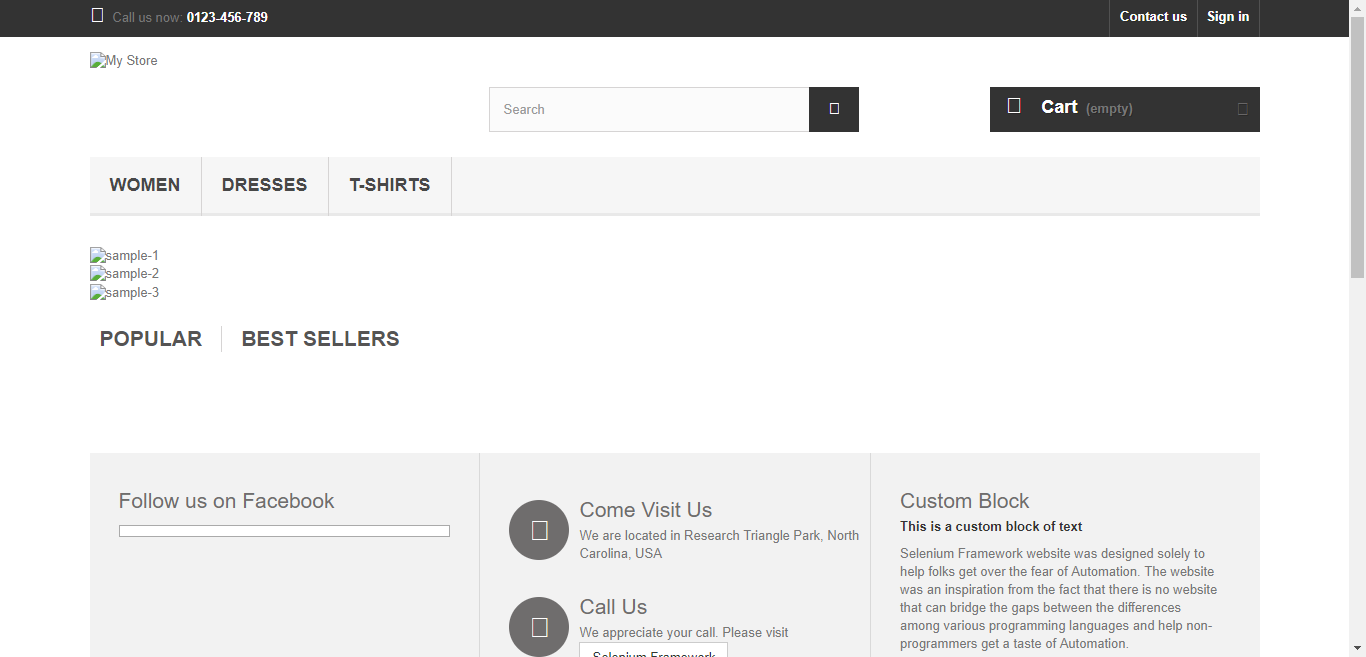 Call us now: 0123-456-789
Contact us
Sign in
My Store
Search
Cart (empty)
WOMEN
DRESSES
T-SHIRTS
sample-1
sample-2
sample-3
POPULAR
BEST SELLERS
Follow us on Facebook
Come Visit Us
We are located in Research Triangle Park, North
Carolina, USA
Call Us
We appreciate your call. Please visit
Selenium Framework
Custom Block
This is a custom block of text
Selenium Framework website was designed solely to
help folks get over the fear of Automation. The website
was an inspiration from the fact that there is no website
that can bridge the gaps between the differences
among various programming languages and help non-
programmers get a taste of Automation.